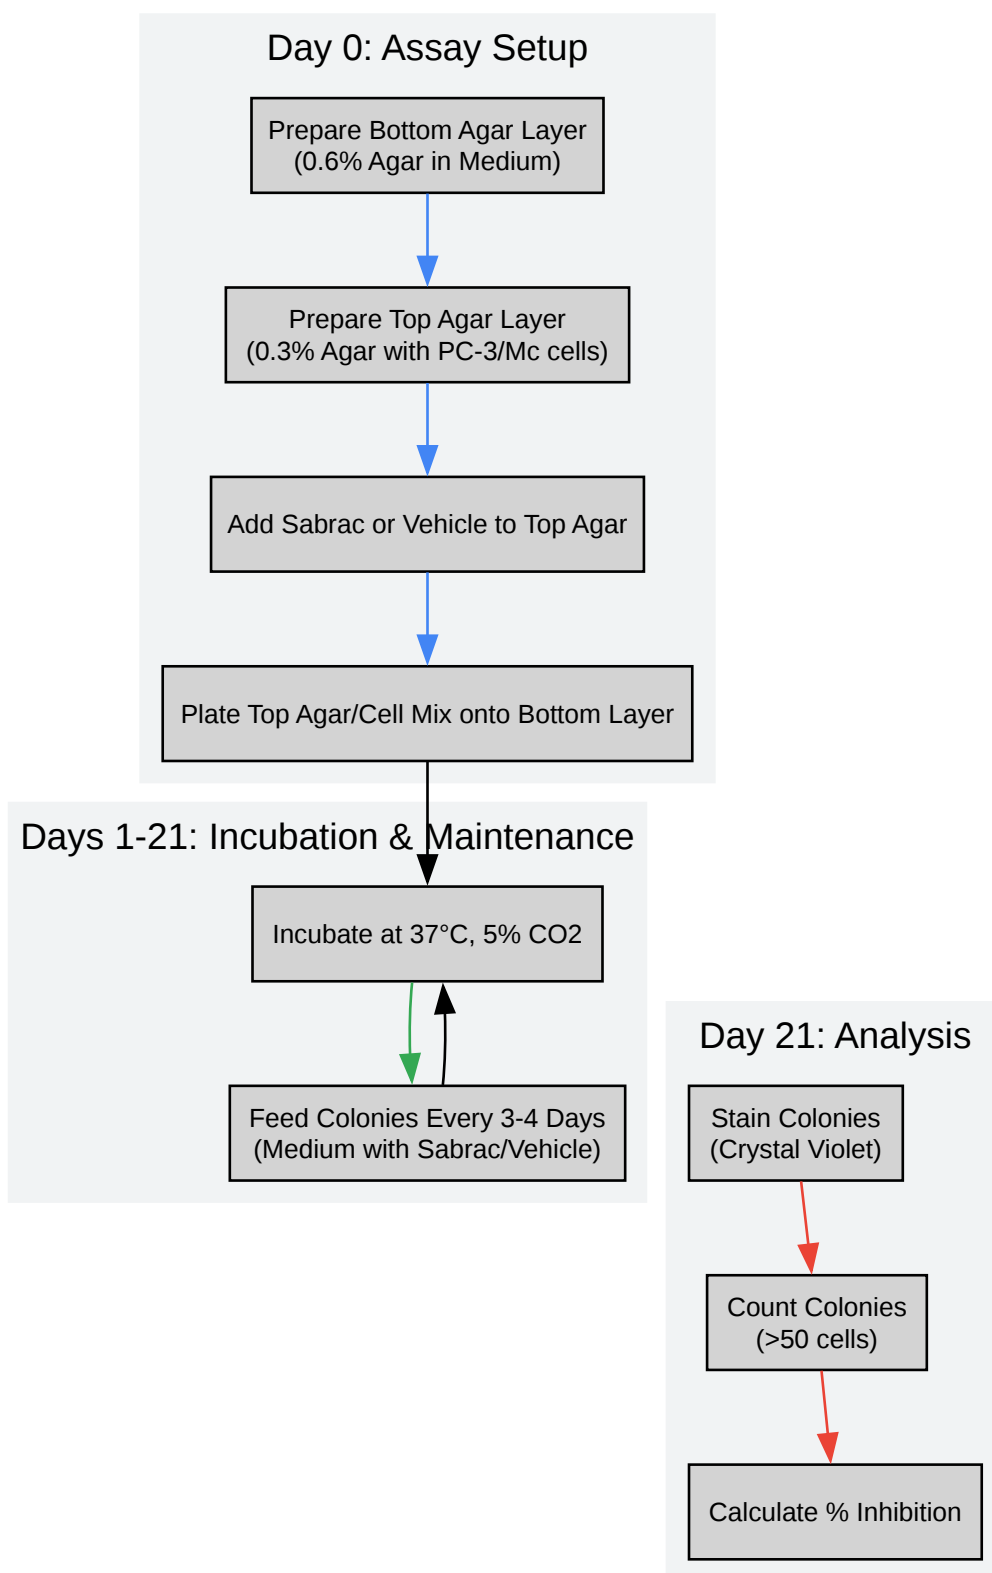 Day 0: Assay Setup
Prepare Bottom Agar Layer
(0.6% Agar in Medium)
Prepare Top Agar Layer
(0.3% Agar with PC-3/Mc cells)
Add Sabrac or Vehicle to Top Agar
Plate Top Agar/Cell Mix onto Bottom Layer
Days 1-21: Incubation & Maintenance
Incubate at 37°C, 5% CO2
Feed Colonies Every 3-4 Days
(Medium with Sabrac/Vehicle)
Day 21: Analysis
Stain Colonies
(Crystal Violet)
Count Colonies
(>50 cells)
Calculate % Inhibition